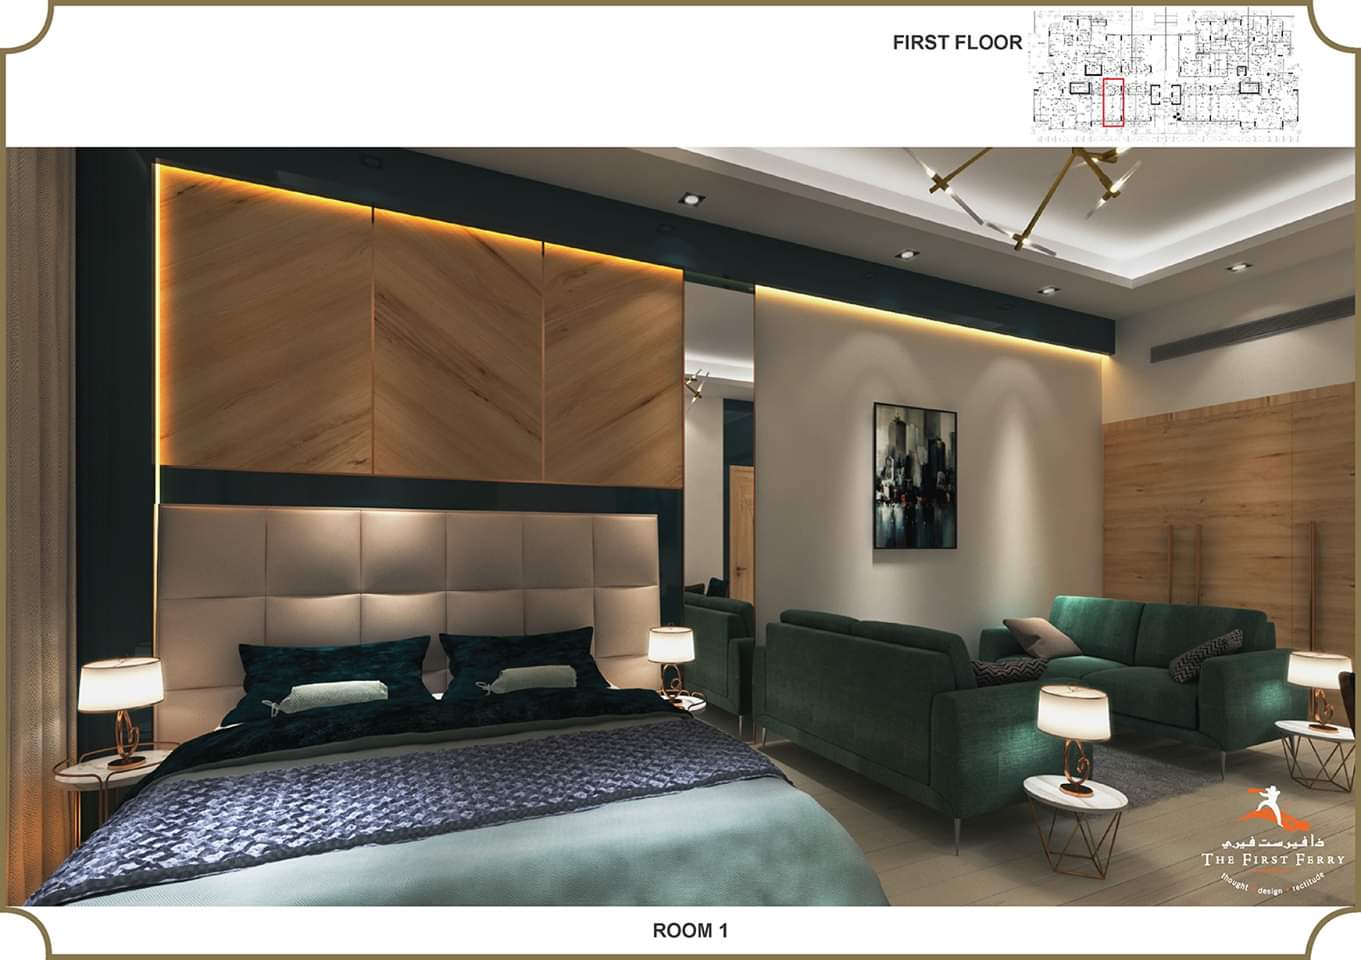 FIRST FLOOR
ذا فيرست فيري
THE FIRST FERRY
thought design rectitude
ROOM 1